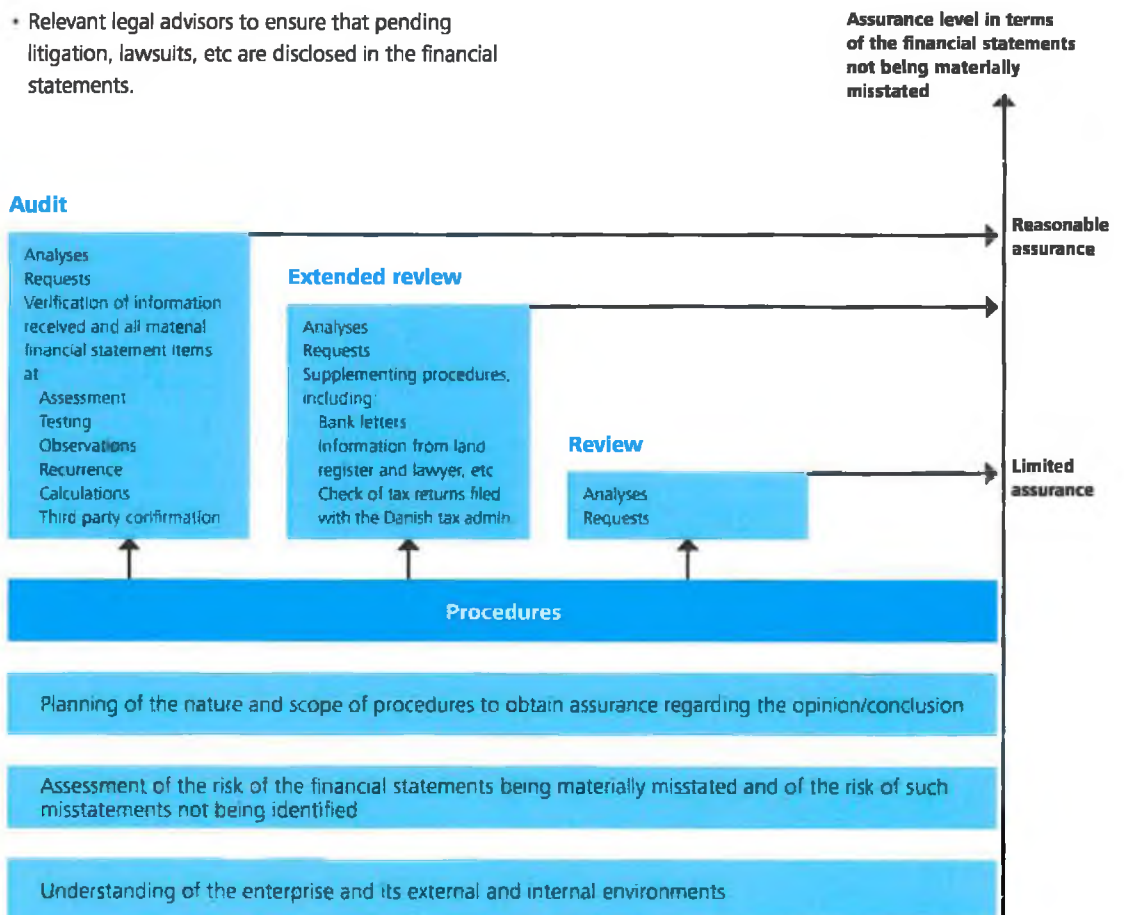 • Relevant legal advisors to ensure that pending
litigation, lawsuits, etc are disclosed in the financial
statements.
Assurance level in terms
of the financial statements
not being materially
misstated
Audit
Analyses
Requests
Verification of information
received and all material
financial statement items
at
Assessment
Testing
Observations
Recurrence
Calculations
Third party confirmation
Extended review
Analyses
Requests
Supplementing procedures,
including:
Bank letters
Information from land
register and lawyer, etc
Check of tax returns filed
with the Danish tax admin.
Review
Analyses
Requests
Reasonable
assurance
Limited
assurance
Procedures
Planning of the nature and scope of procedures to obtain assurance regarding the opinion/conclusion
Assessment of the risk of the financial statements being materially misstated and of the risk of such
misstatements not being identified
Understanding of the enterprise and its external and internal environments